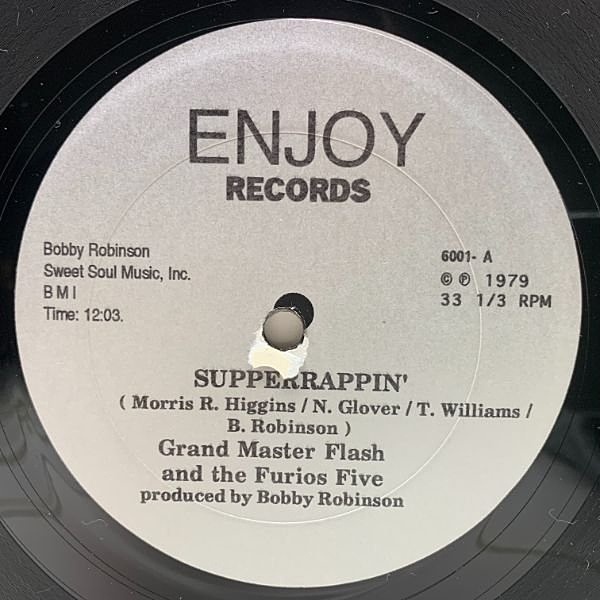 ENJOY
RECORDS
Bobby Robinson
Sweet Soul Music, Inc.
B M I
Time: 12:03.
6001- A
© ℗ 1979
33 1/3 RPM
SUPPERRAPPIN'
( Morris R. Higgins / N. Glover / T. Williams /
B. Robinson )
Grand Master Flash
and the Furios Five
produced by Bobby Robinson